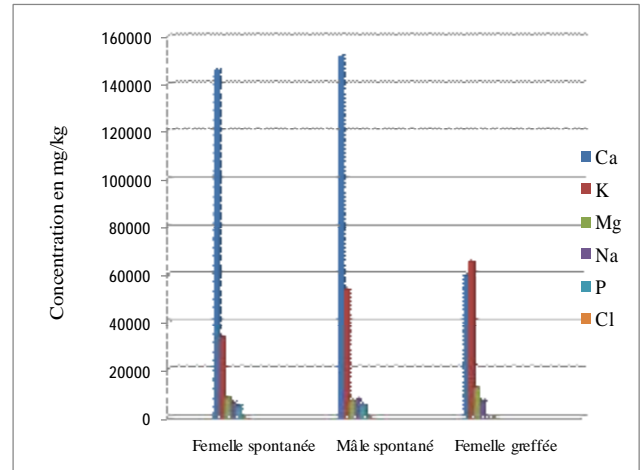 160000
140000
120000
100000
80000
60000
40000
20000
0
Concentration en mg/kg
Femelle spontanée
Mâle spontané
Femelle greffée
Ca
K
Mg
Na
P
Cl